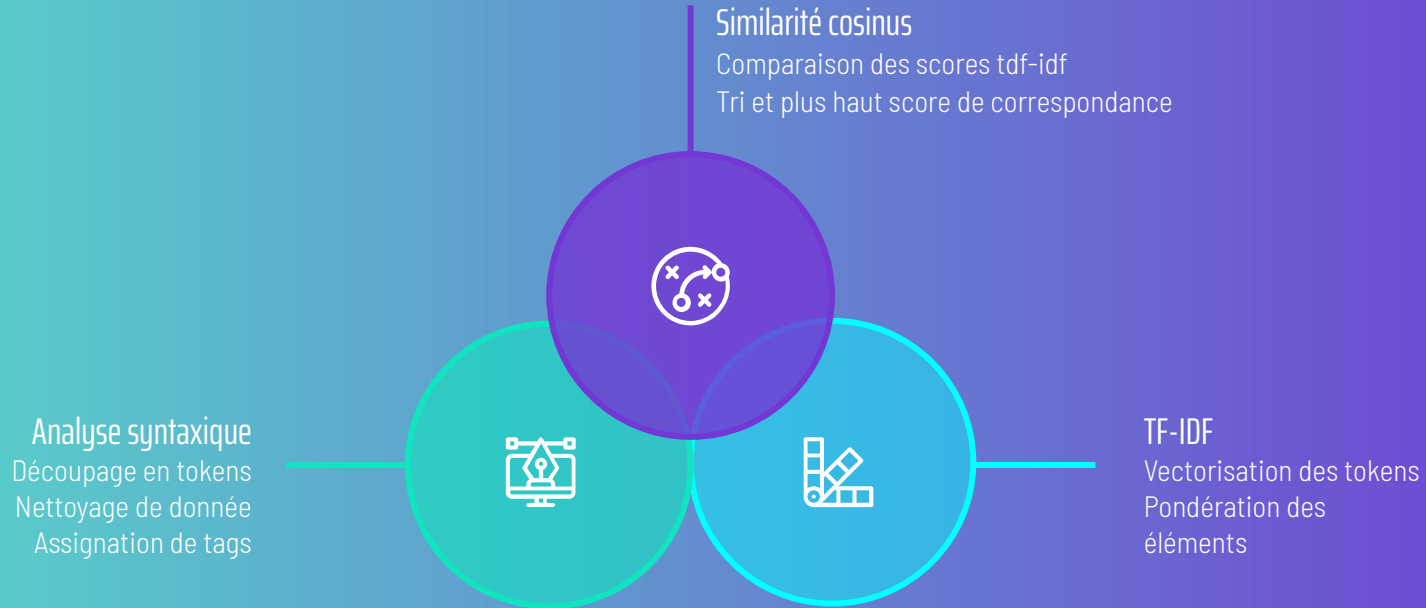 Similarité cosinus
Comparaison des scores tdf-idf
Tri et plus haut score de correspondance
Analyse syntaxique
Découpage en tokens
Nettoyage de donnée
Assignation de tags
TF-IDF
Vectorisation des tokens
Pondération des
éléments